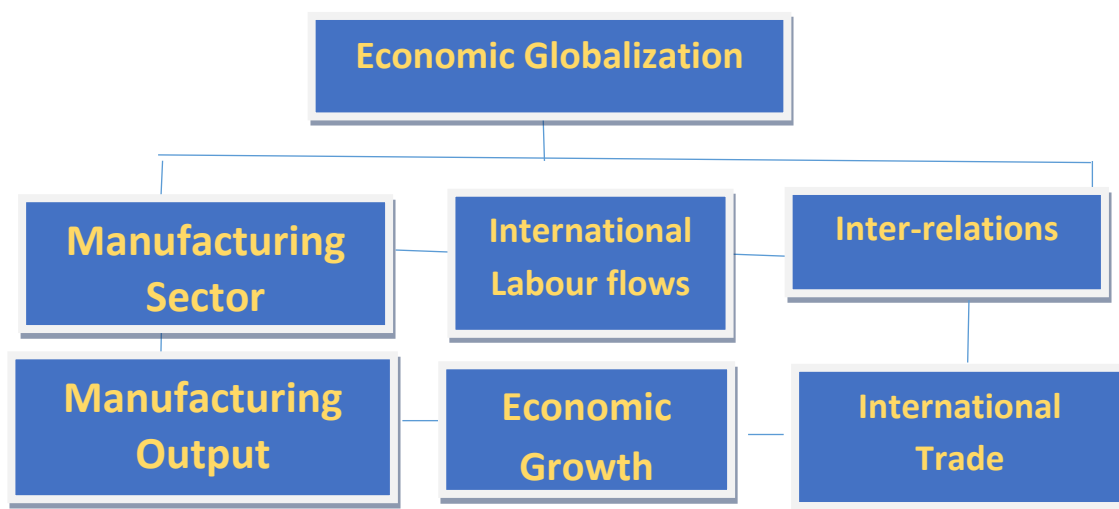 Economic Globalization
Manufacturing
Sector
International
Labour flows
Inter-relations
Manufacturing
Output
Economic
Growth
International
Trade